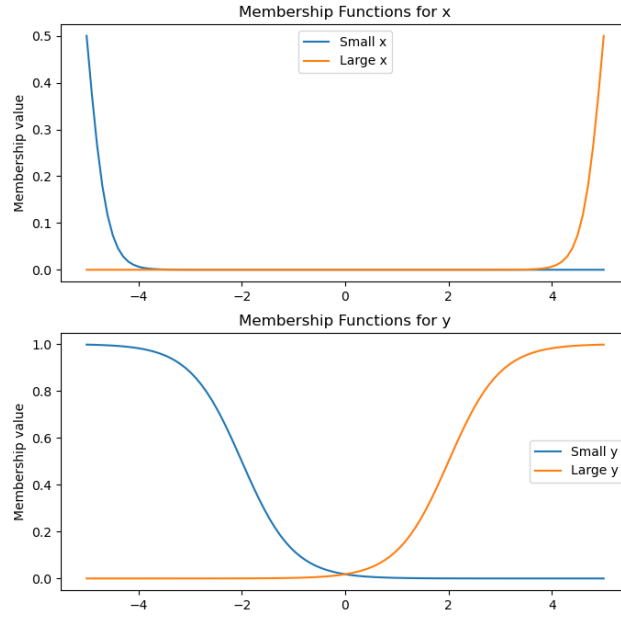 Membership Functions for x
Membership value
0.5
0.4
0.3
0.2
0.1
0.0
Small x
Large x
−4
−2
0
2
4
Membership Functions for y
Membership value
1.0
0.8
0.6
0.4
0.2
0.0
Small y
Large y
−4
−2
0
2
4